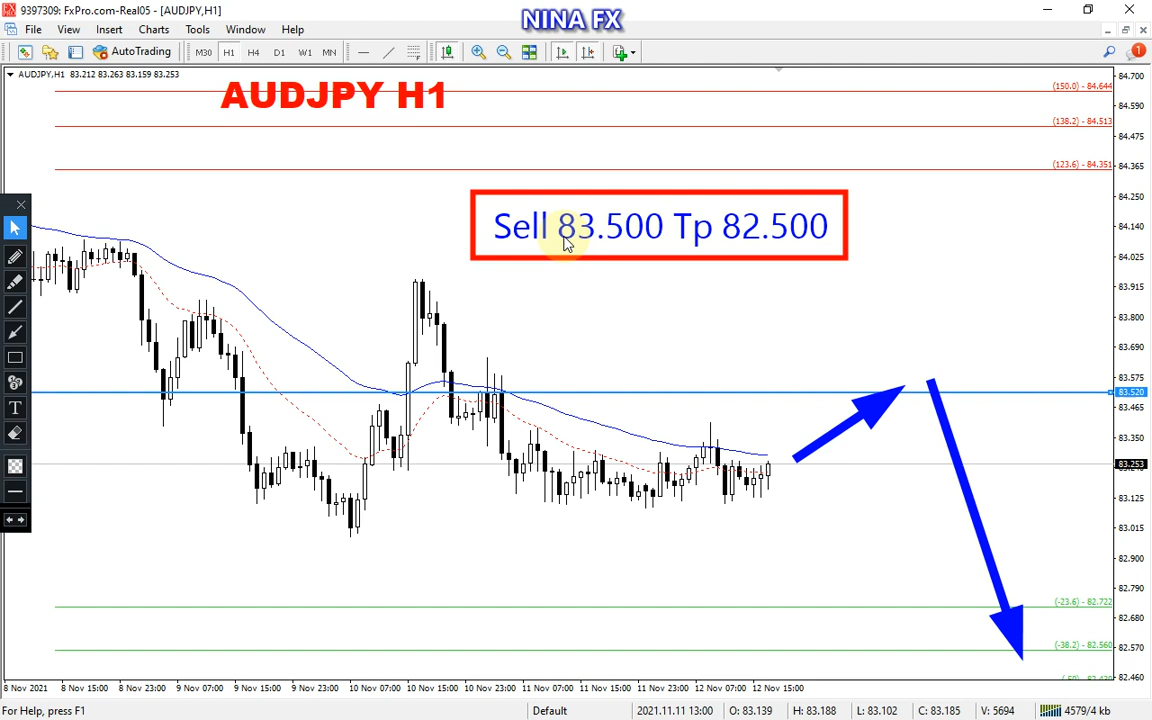 9397309: FxPro.com-Real05 - [AUDJPY,H1]
NINA FX
File View Insert Charts Tools Window Help
AutoTrading M30 H1 H4 D1 W1 MN
1
AUDJPY,H1 83.212 83.263 83.159 83.253
AUDJPY H1
Sell 83.500 Tp 82.500
(150.0) - 84.644
(138.2) - 84.513
(123.6) - 84.351
(-23.6) - 82.722
(-38.2) - 82.560
84.700
84.590
84.475
84.365
84.250
84.140
84.025
83.915
83.800
83.690
83.575
83.520
83.465
83.350
83.253
83.125
83.015
82.900
82.790
82.680
82.570
82.460
T
8 Nov 2021 8 Nov 15:00 8 Nov 23:00 9 Nov 07:00 9 Nov 15:00 9 Nov 23:00 10 Nov 07:00 10 Nov 15:00 10 Nov 23:00 11 Nov 07:00 11 Nov 15:00 11 Nov 23:00 12 Nov 07:00 12 Nov 15:00
For Help, press F1 Default 2021.11.11 13:00 O: 83.139 H: 83.188 L: 83.102 C: 83.185 V: 5694 4579/4 kb